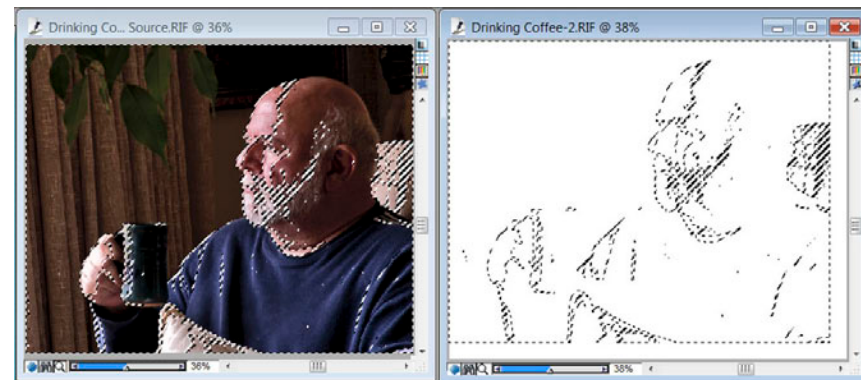 Drinking Co... Source.RIF @ 36%
Drinking Coffee-2.RIF @ 38%
36%
38%